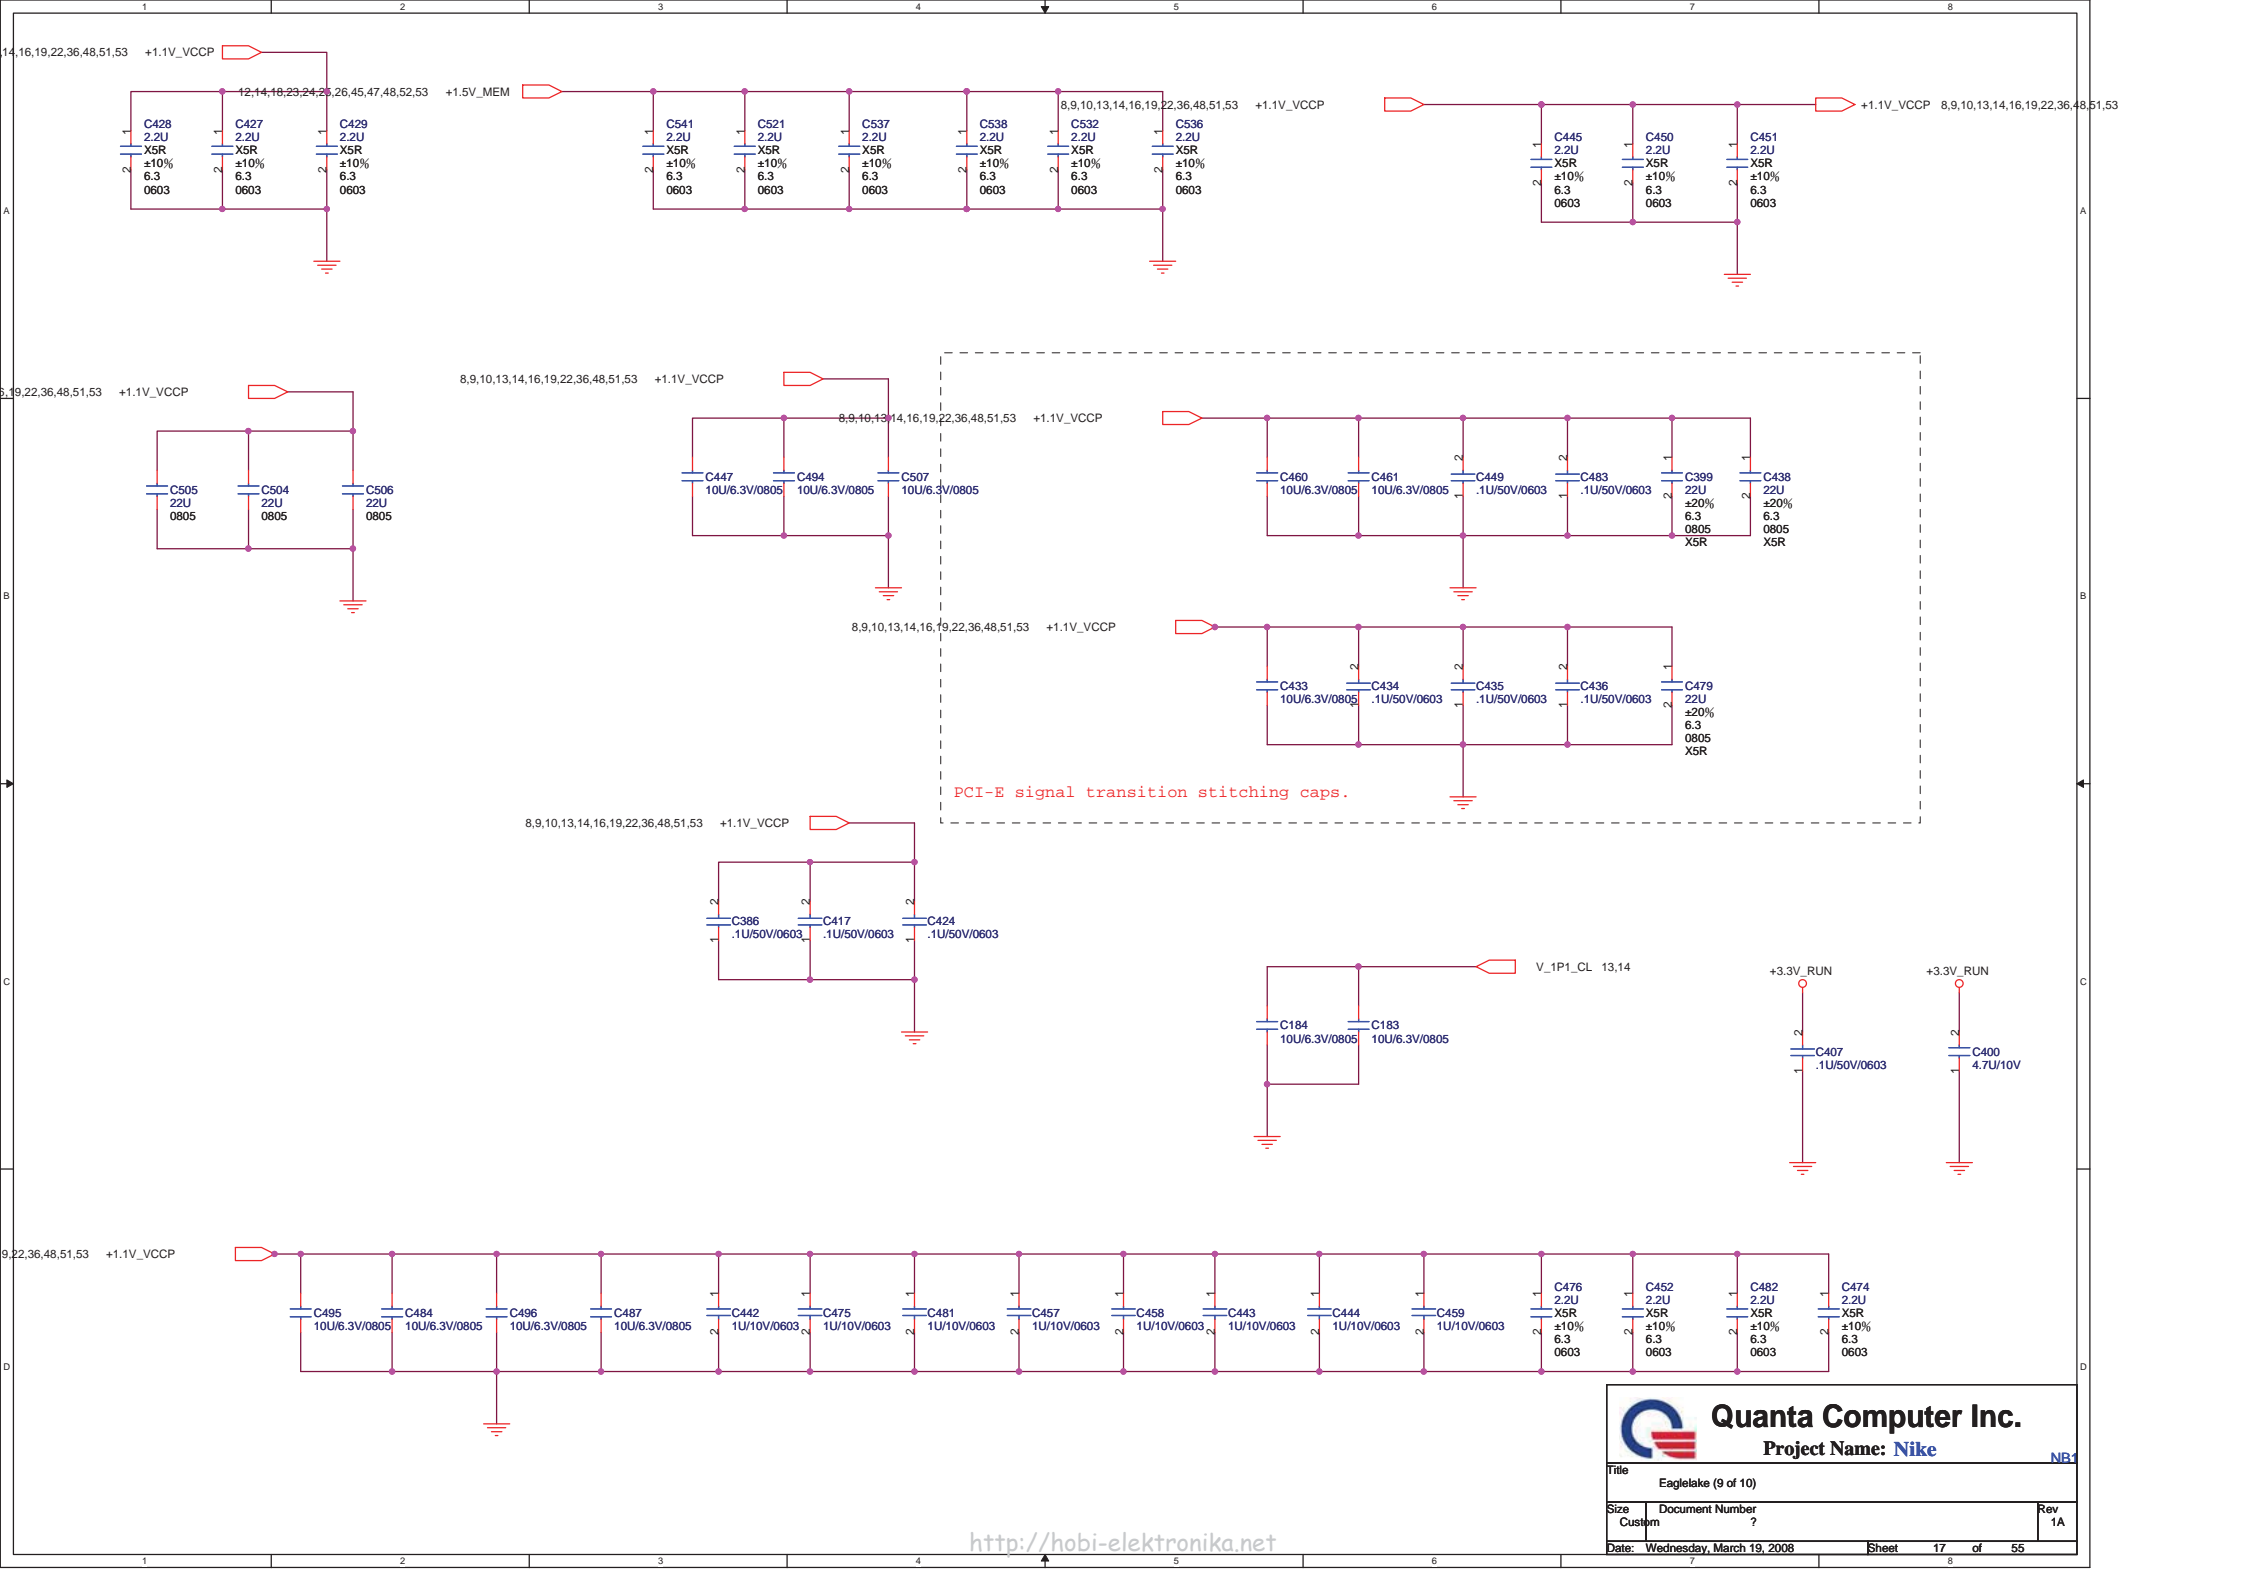 1 2 3 4 5 6 7 8
,14,16,19,22,36,48,51,53 +1.1V_VCCP
12,14,18,23,24,25,26,45,47,48,52,53 +1.5V_MEM
8,9,10,13,14,16,19,22,36,48,51,53 +1.1V_VCCP
+1.1V_VCCP 8,9,10,13,14,16,19,22,36,48,51,53
C428 2.2U X5R ±10% 6.3 0603
C427 2.2U X5R ±10% 6.3 0603
C429 2.2U X5R ±10% 6.3 0603
C541 2.2U X5R ±10% 6.3 0603
C521 2.2U X5R ±10% 6.3 0603
C537 2.2U X5R ±10% 6.3 0603
C538 2.2U X5R ±10% 6.3 0603
C532 2.2U X5R ±10% 6.3 0603
C536 2.2U X5R ±10% 6.3 0603
C445 2.2U X5R ±10% 6.3 0603
C450 2.2U X5R ±10% 6.3 0603
C451 2.2U X5R ±10% 6.3 0603
A A
,19,22,36,48,51,53 +1.1V_VCCP
C505 22U 0805
C504 22U 0805
C506 22U 0805
8,9,10,13,14,16,19,22,36,48,51,53 +1.1V_VCCP
C447 10U/6.3V/0805
C494 10U/6.3V/0805
C507 10U/6.3V/0805
8,9,10,13,14,16,19,22,36,48,51,53 +1.1V_VCCP
C460 10U/6.3V/0805
C461 10U/6.3V/0805
C449 .1U/50V/0603
C483 .1U/50V/0603
C399 22U ±20% 6.3 0805 X5R
C438 22U ±20% 6.3 0805 X5R
B B
8,9,10,13,14,16,19,22,36,48,51,53 +1.1V_VCCP
C433 10U/6.3V/0805
C434 .1U/50V/0603
C435 .1U/50V/0603
C436 .1U/50V/0603
C479 22U ±20% 6.3 0805 X5R
PCI-E signal transition stitching caps.
8,9,10,13,14,16,19,22,36,48,51,53 +1.1V_VCCP
C386 .1U/50V/0603
C417 .1U/50V/0603
C424 .1U/50V/0603
V_1P1_CL 13,14
C184 10U/6.3V/0805
C183 10U/6.3V/0805
+3.3V_RUN
C407 .1U/50V/0603
+3.3V_RUN
C400 4.7U/10V
C C
9,22,36,48,51,53 +1.1V_VCCP
C495 10U/6.3V/0805
C484 10U/6.3V/0805
C496 10U/6.3V/0805
C487 10U/6.3V/0805
C442 1U/10V/0603
C475 1U/10V/0603
C481 1U/10V/0603
C457 1U/10V/0603
C458 1U/10V/0603
C443 1U/10V/0603
C444 1U/10V/0603
C459 1U/10V/0603
C476 2.2U X5R ±10% 6.3 0603
C452 2.2U X5R ±10% 6.3 0603
C482 2.2U X5R ±10% 6.3 0603
C474 2.2U X5R ±10% 6.3 0603
D D
Quanta Computer Inc.
Project Name: Nike
NB1
Title
Eaglelake (9 of 10)
Size Document Number Rev
Custom ? 1A
Date: Wednesday, March 19, 2008 Sheet 17 of 55
http://hobi-elektronika.net
1 2 3 4 5 6 7 8